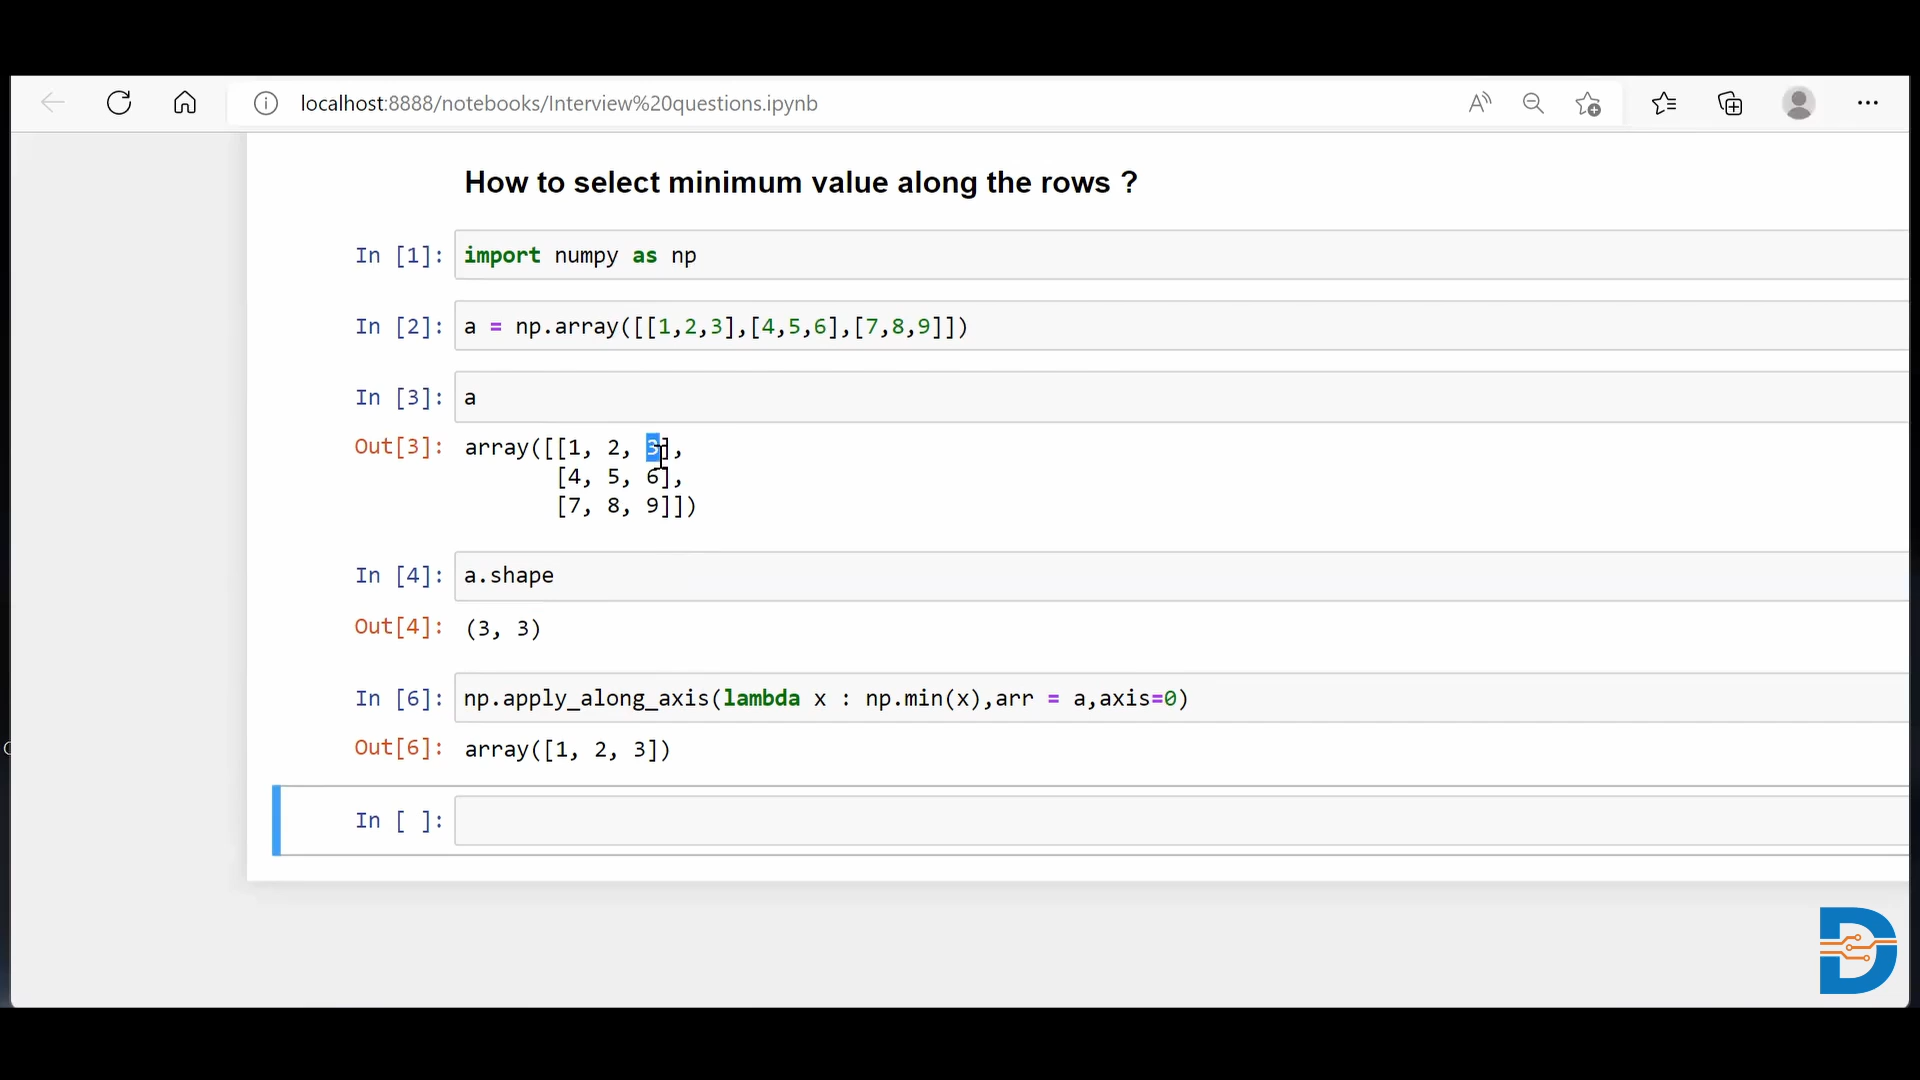 localhost:8888/notebooks/Interview%20questions.ipynb
How to select minimum value along the rows ?
In [1]: import numpy as np
In [2]: a = np.array([[1,2,3],[4,5,6],[7,8,9]])
In [3]: a
Out[3]: array([[1, 2, 3],
[4, 5, 6],
[7, 8, 9]])
In [4]: a.shape
Out[4]: (3, 3)
In [6]: np.apply_along_axis(lambda x : np.min(x),arr = a,axis=0)
Out[6]: array([1, 2, 3])
In [ ]: